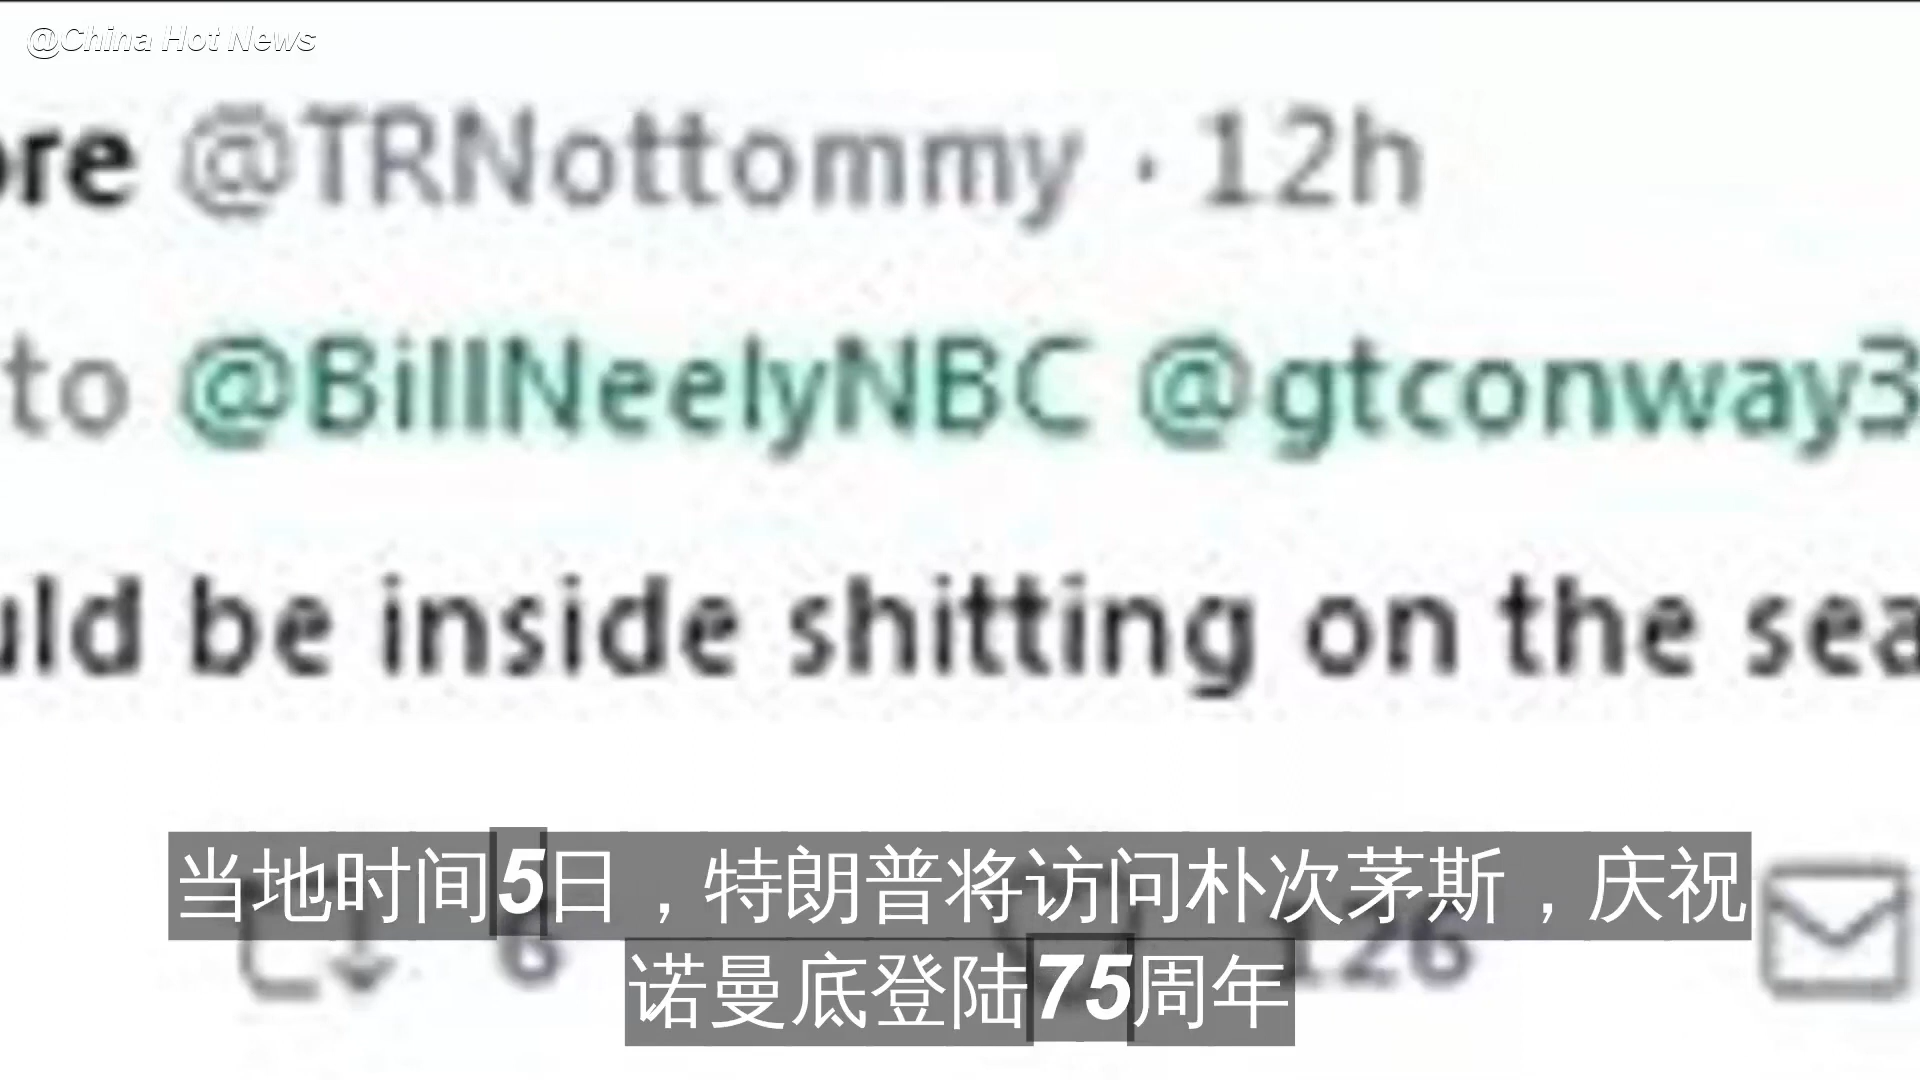 @China Hot News
ore @TRNottommy · 12h
to @BillNeelyNBC @gtconway3
uld be inside shitting on the sea
当地时间5日，特朗普将访问朴次茅斯，庆祝
6 126
诺曼底登陆75周年